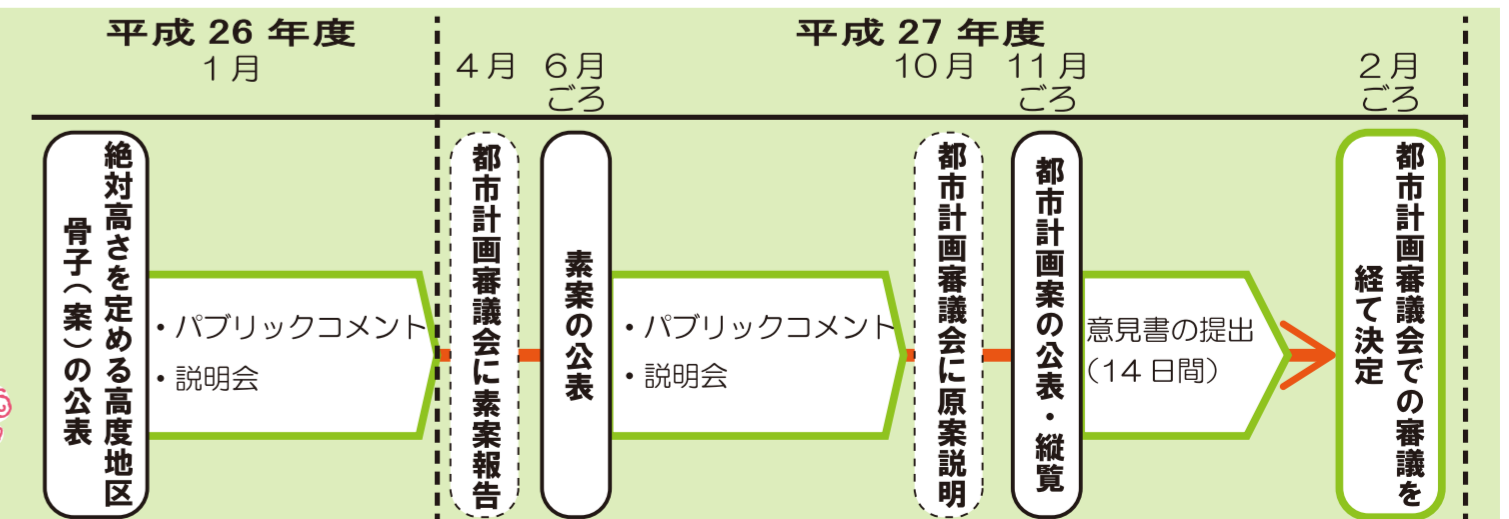 平成 26 年度
1月
平成 27 年度
4月
6月
ごろ
10月
11月
ごろ
2月
ごろ
絶対高さを定める高度地区
骨子(案)の公表
・パブリックコメント
・説明会
都市計画審議会に素案報告
素案の公表
・パブリックコメント
・説明会
都市計画審議会に原案説明
都市計画案の公表・縦覧
意見書の提出
(14 日間)
都市計画審議会での審議を
経て決定